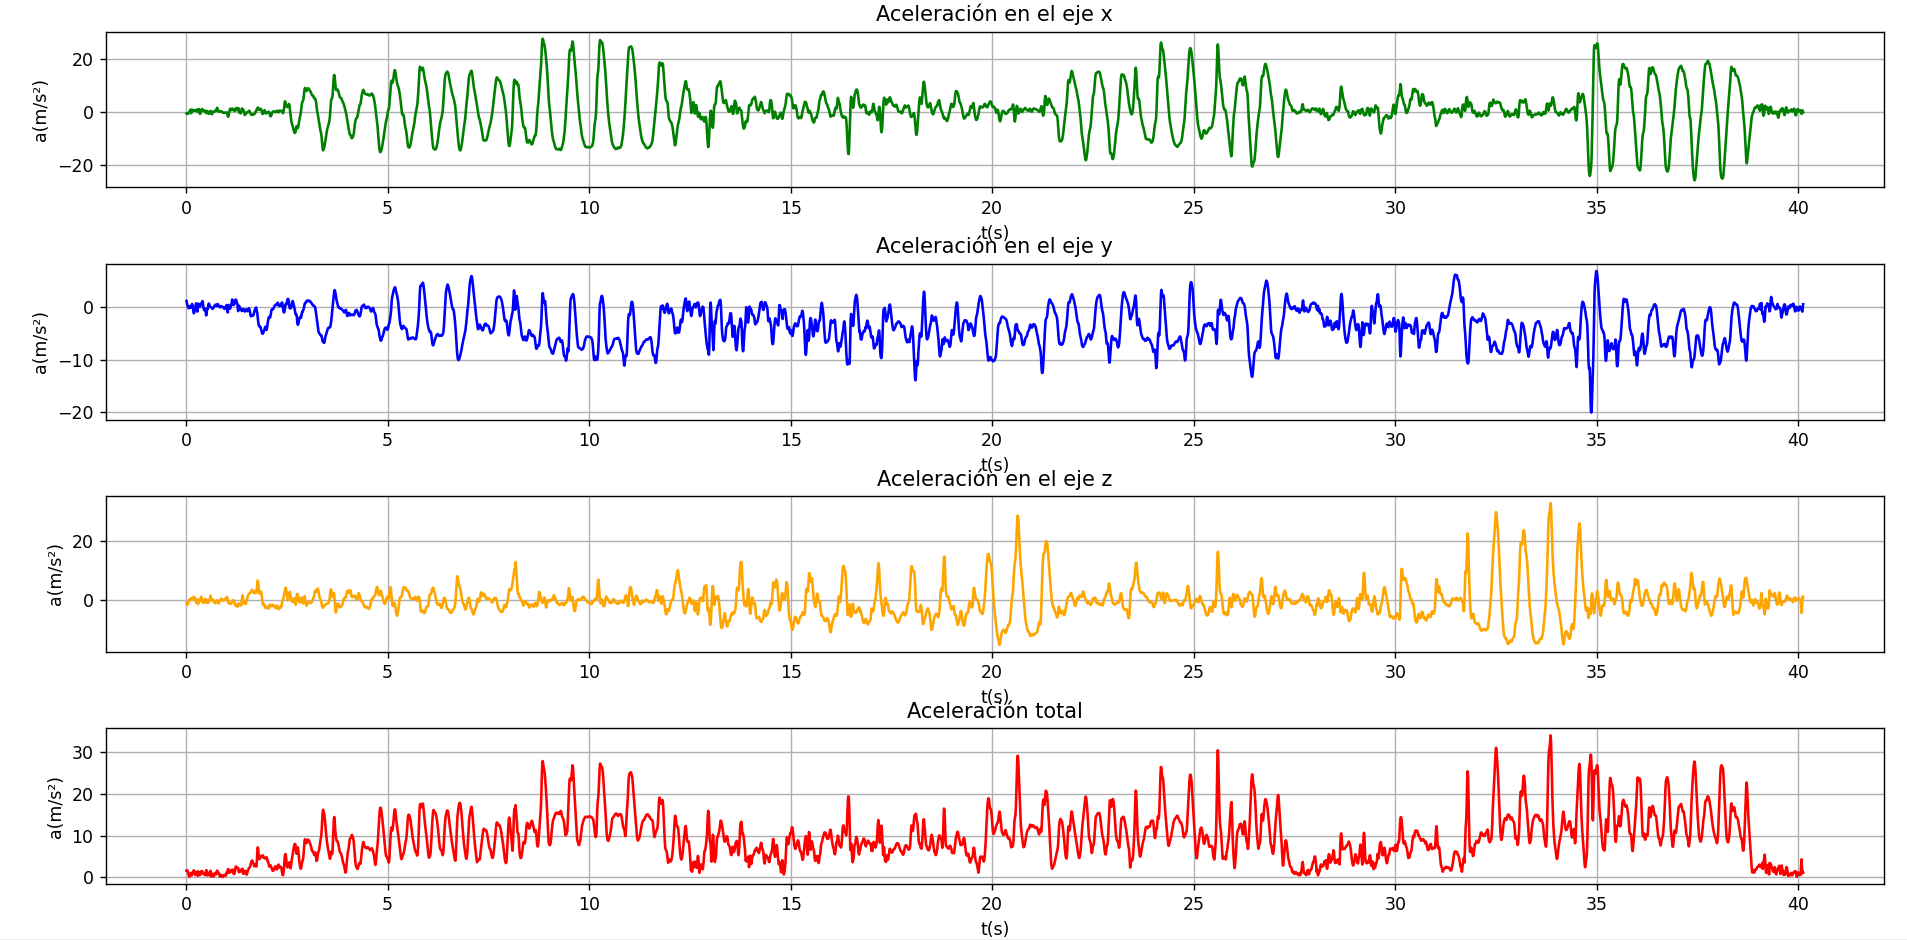 Aceleración en el eje x
a(m/s²)
20
0
−20
0 5 10 15 20 25 30 35 40
t(s)
Aceleración en el eje y
a(m/s²)
0
−10
−20
0 5 10 15 20 25 30 35 40
t(s)
Aceleración en el eje z
a(m/s²)
20
0
0 5 10 15 20 25 30 35 40
t(s)
Aceleración total
a(m/s²)
30
20
10
0
0 5 10 15 20 25 30 35 40
t(s)